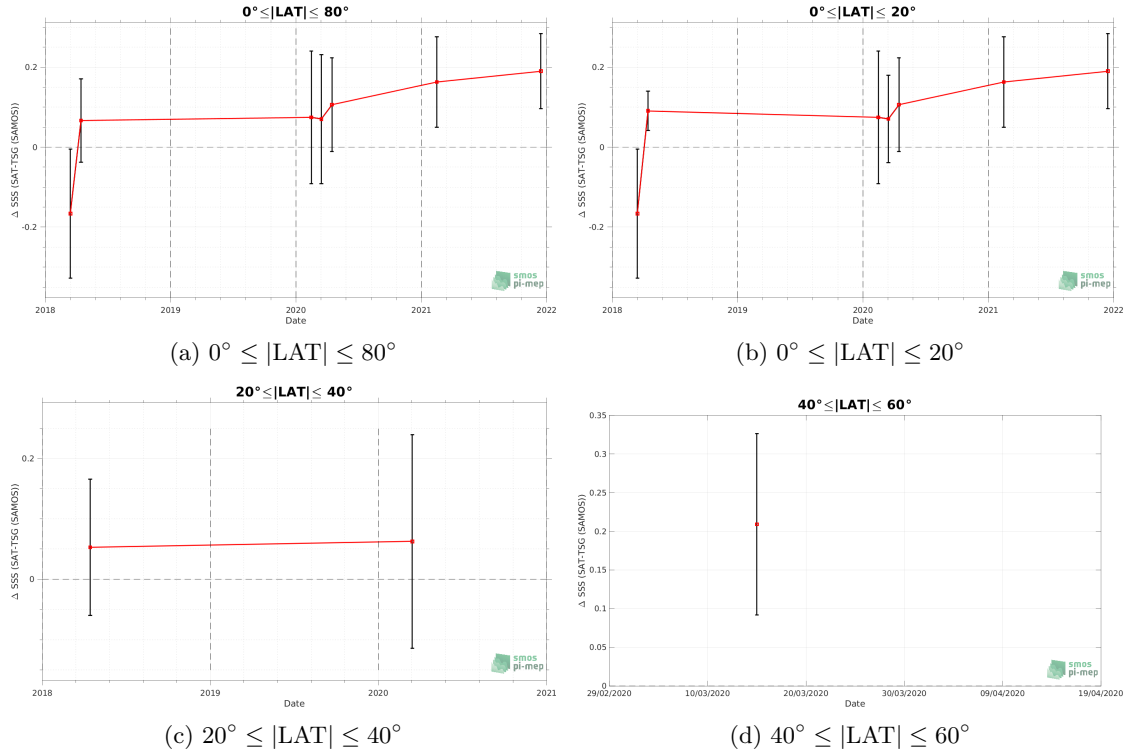 0°≤|LAT|≤ 80°
Δ SSS (SAT-TSG (SAMOS))
0.2
0
-0.2
2018
2019
2020
2021
2022
Date
smos
pi-mep
(a) 0° ≤ |LAT| ≤ 80°
0°≤|LAT|≤ 20°
Δ SSS (SAT-TSG (SAMOS))
0.2
0
-0.2
2018
2019
2020
2021
2022
Date
smos
pi-mep
(b) 0° ≤ |LAT| ≤ 20°
20°≤|LAT|≤ 40°
Δ SSS (SAT-TSG (SAMOS))
0.2
0
2018
2019
2020
2021
Date
smos
pi-mep
(c) 20° ≤ |LAT| ≤ 40°
40°≤|LAT|≤ 60°
Δ SSS (SAT-TSG (SAMOS))
0.35
0.3
0.25
0.2
0.15
0.1
0.05
0
29/02/2020
10/03/2020
20/03/2020
30/03/2020
09/04/2020
19/04/2020
Date
smos
pi-mep
(d) 40° ≤ |LAT| ≤ 60°